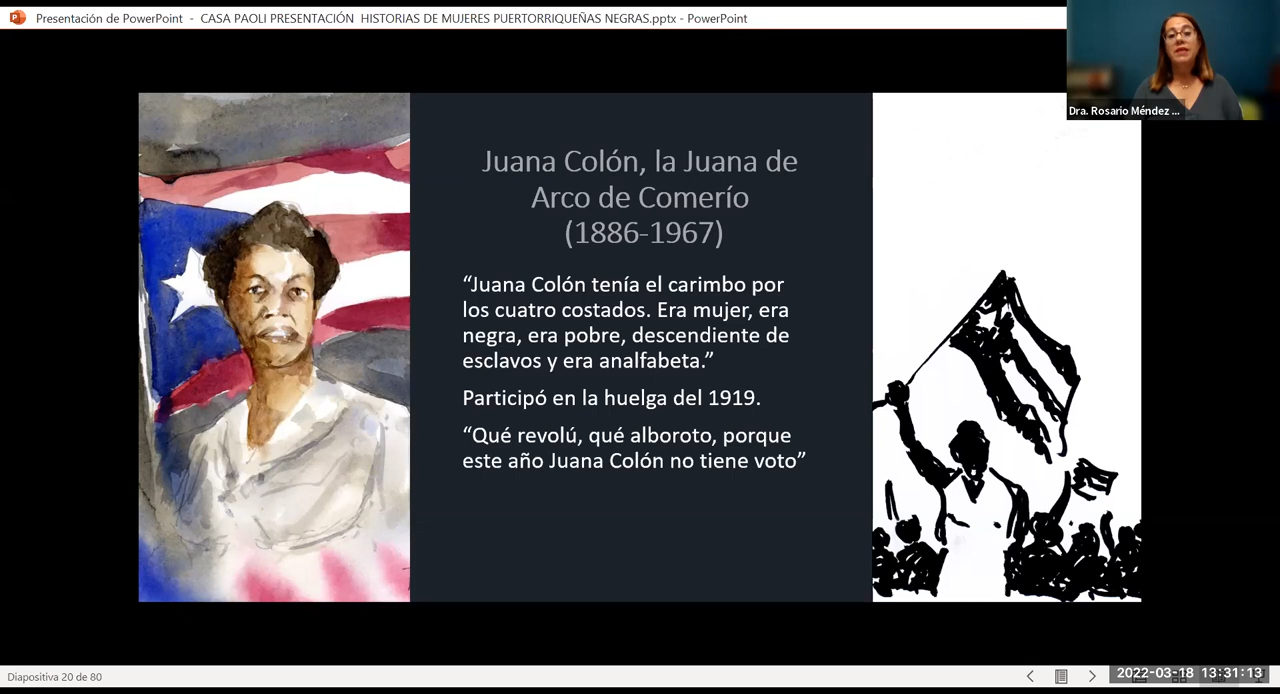 Presentación de PowerPoint - CASA PAOLI PRESENTACIÓN HISTORIAS DE MUJERES PUERTORRIQUEÑAS NEGRAS.pptx - PowerPoint
Dra. Rosario Méndez ...
Juana Colón, la Juana de
Arco de Comerío
(1886-1967)
“Juana Colón tenía el carimbo por
los cuatro costados. Era mujer, era
negra, era pobre, descendiente de
esclavos y era analfabeta.”
Participó en la huelga del 1919.
“Qué revolú, qué alboroto, porque
este año Juana Colón no tiene voto”
Diapositiva 20 de 80
2022-03-18 13:31:13